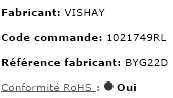 Fabricant: VISHAY
Code commande: 1021749RL
Référence fabricant: BYG22D
Conformité RoHS : Oui